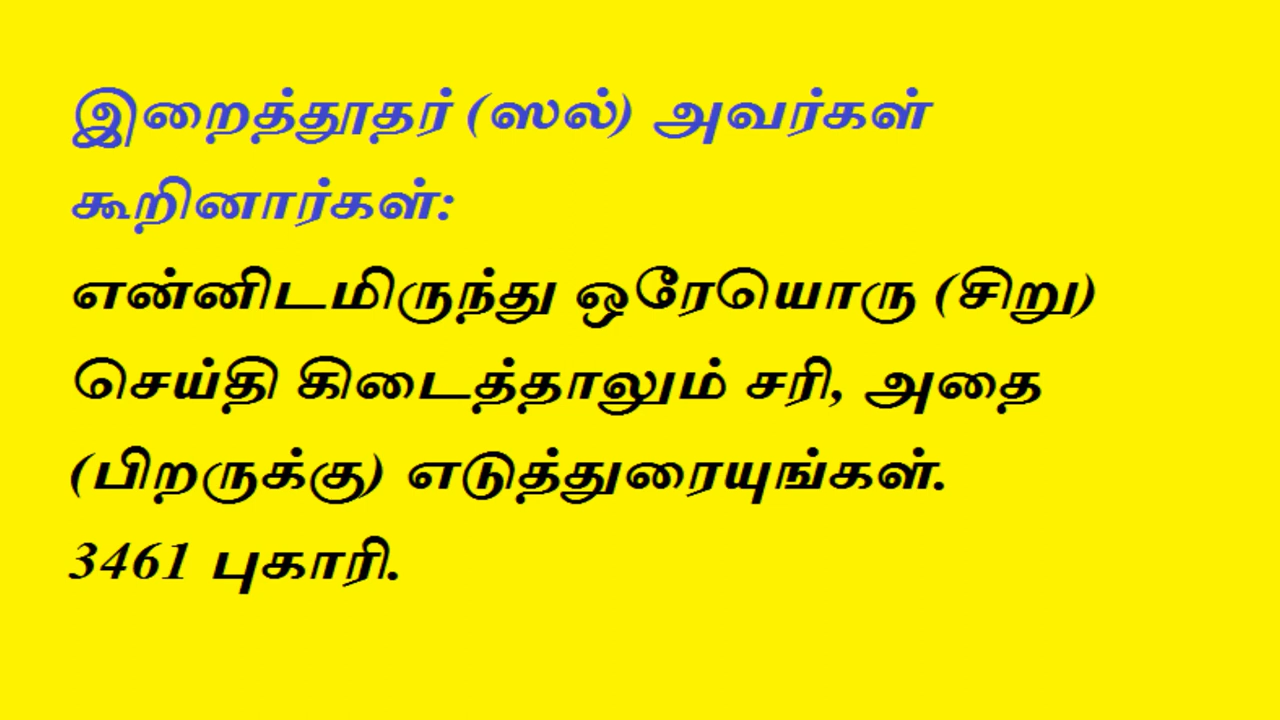 இறைத்தூதர் (ஸல்) அவர்கள்
கூறினார்கள்:
என்னிடமிருந்து ஒரேயொரு (சிறு)
செய்தி கிடைத்தாலும் சரி, அதை
(பிறருக்கு) எடுத்துரையுங்கள்.
3461 புகாரி.